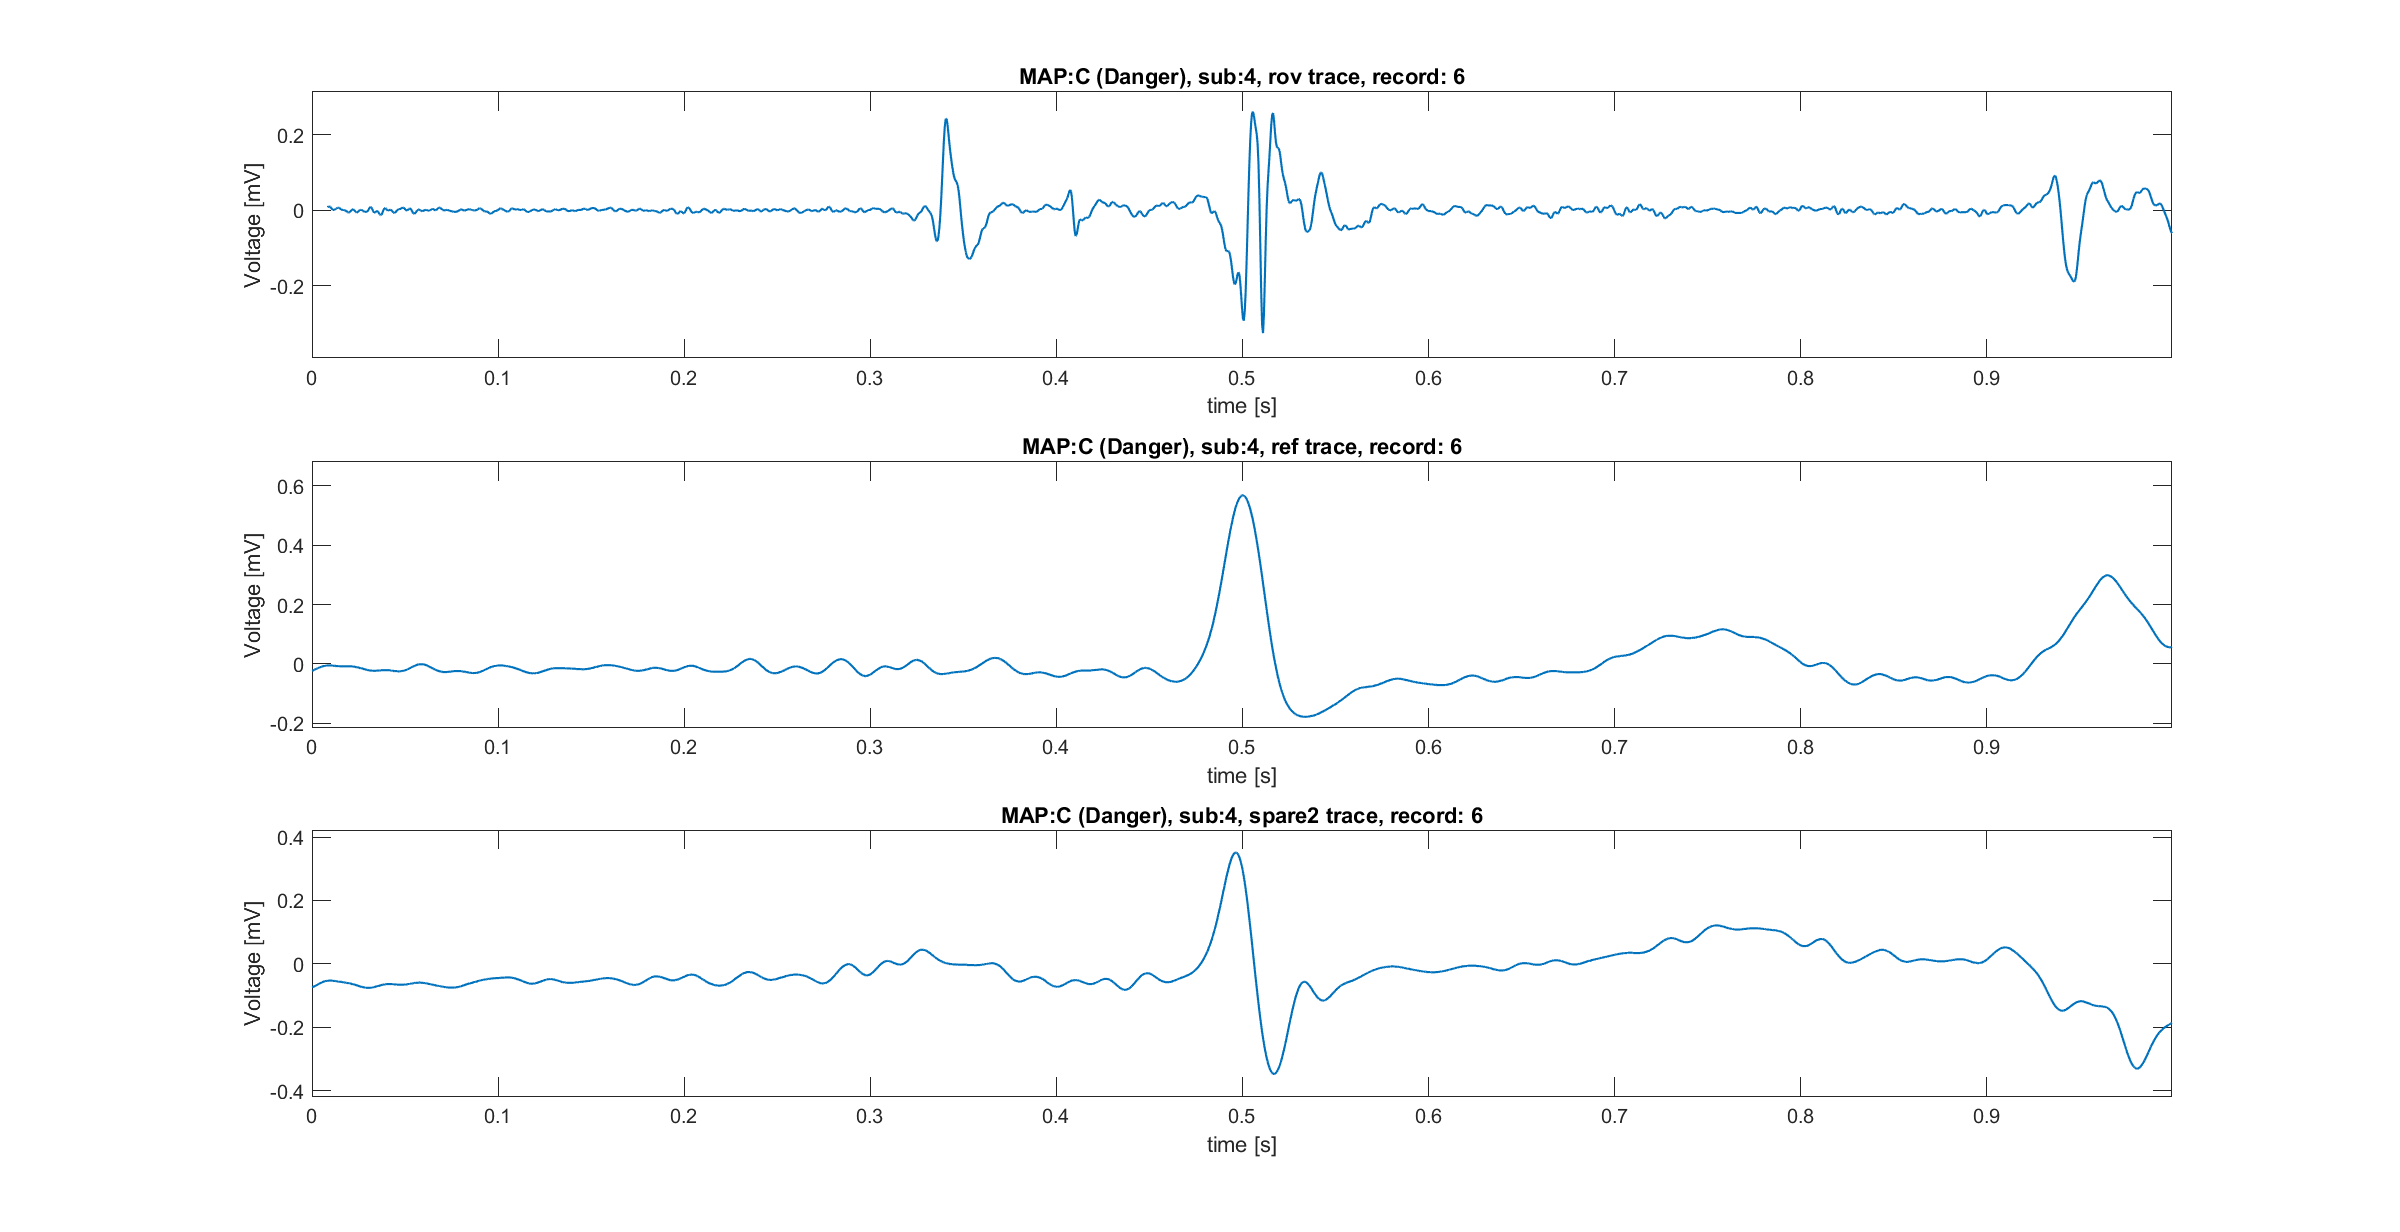 MAP:C (Danger), sub:4, rov trace, record: 6
Voltage [mV]
0.2
0
-0.2
0 0.1 0.2 0.3 0.4 0.5 0.6 0.7 0.8 0.9
time [s]
MAP:C (Danger), sub:4, ref trace, record: 6
Voltage [mV]
0.6
0.4
0.2
0
-0.2
0 0.1 0.2 0.3 0.4 0.5 0.6 0.7 0.8 0.9
time [s]
MAP:C (Danger), sub:4, spare2 trace, record: 6
Voltage [mV]
0.4
0.2
0
-0.2
-0.4
0 0.1 0.2 0.3 0.4 0.5 0.6 0.7 0.8 0.9
time [s]